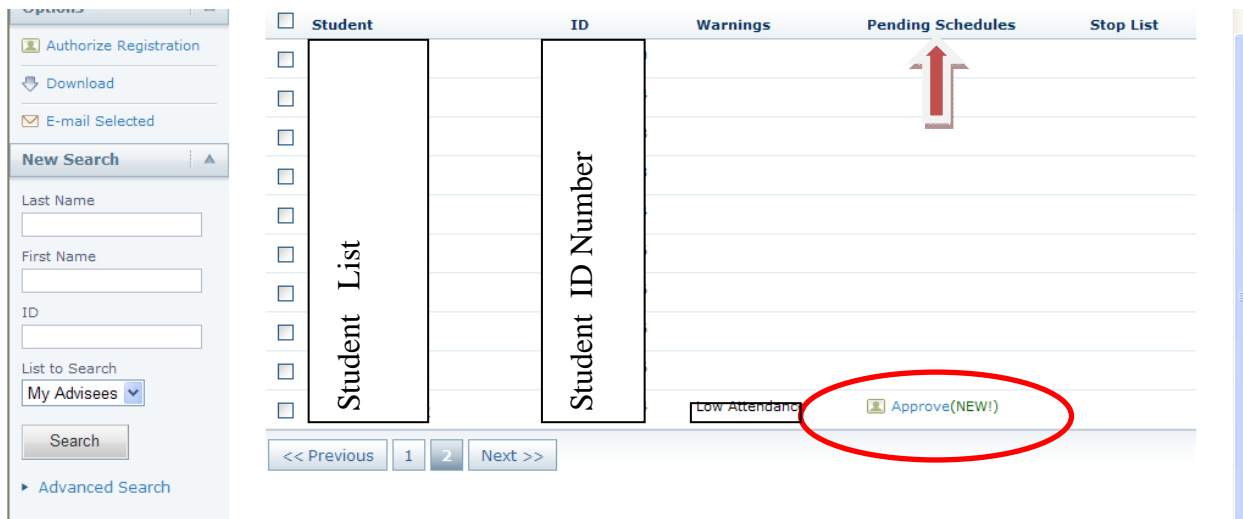 Options
Authorize Registration
Download
E-mail Selected
New Search
Last Name
First Name
ID
List to Search
My Advisees
Search
Advanced Search
Student ID Warnings Pending Schedules Stop List
Student List
Student ID Number
Low Attendance Approve(NEW!)
<< Previous 1 2 Next >>